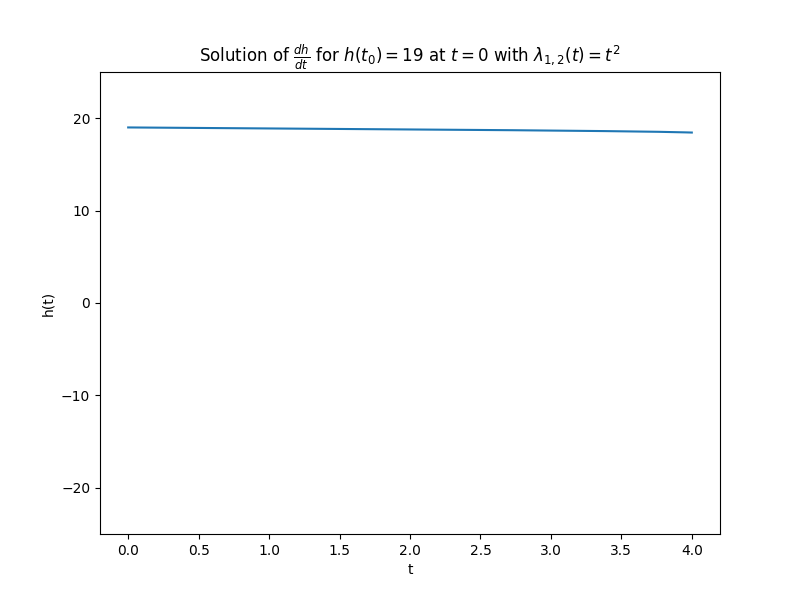 Solution of dh/dt for h(t₀) = 19 at t = 0 with λ₁,₂(t) = t²
20
10
0
−10
−20
h(t)
0.0 0.5 1.0 1.5 2.0 2.5 3.0 3.5 4.0
t